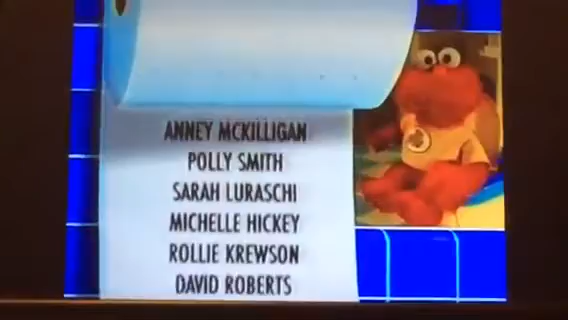 ANNEY MCKILLIGAN
POLLY SMITH
SARAH LURASCHI
MICHELLE HICKEY
ROLLIE KREWSON
DAVID ROBERTS